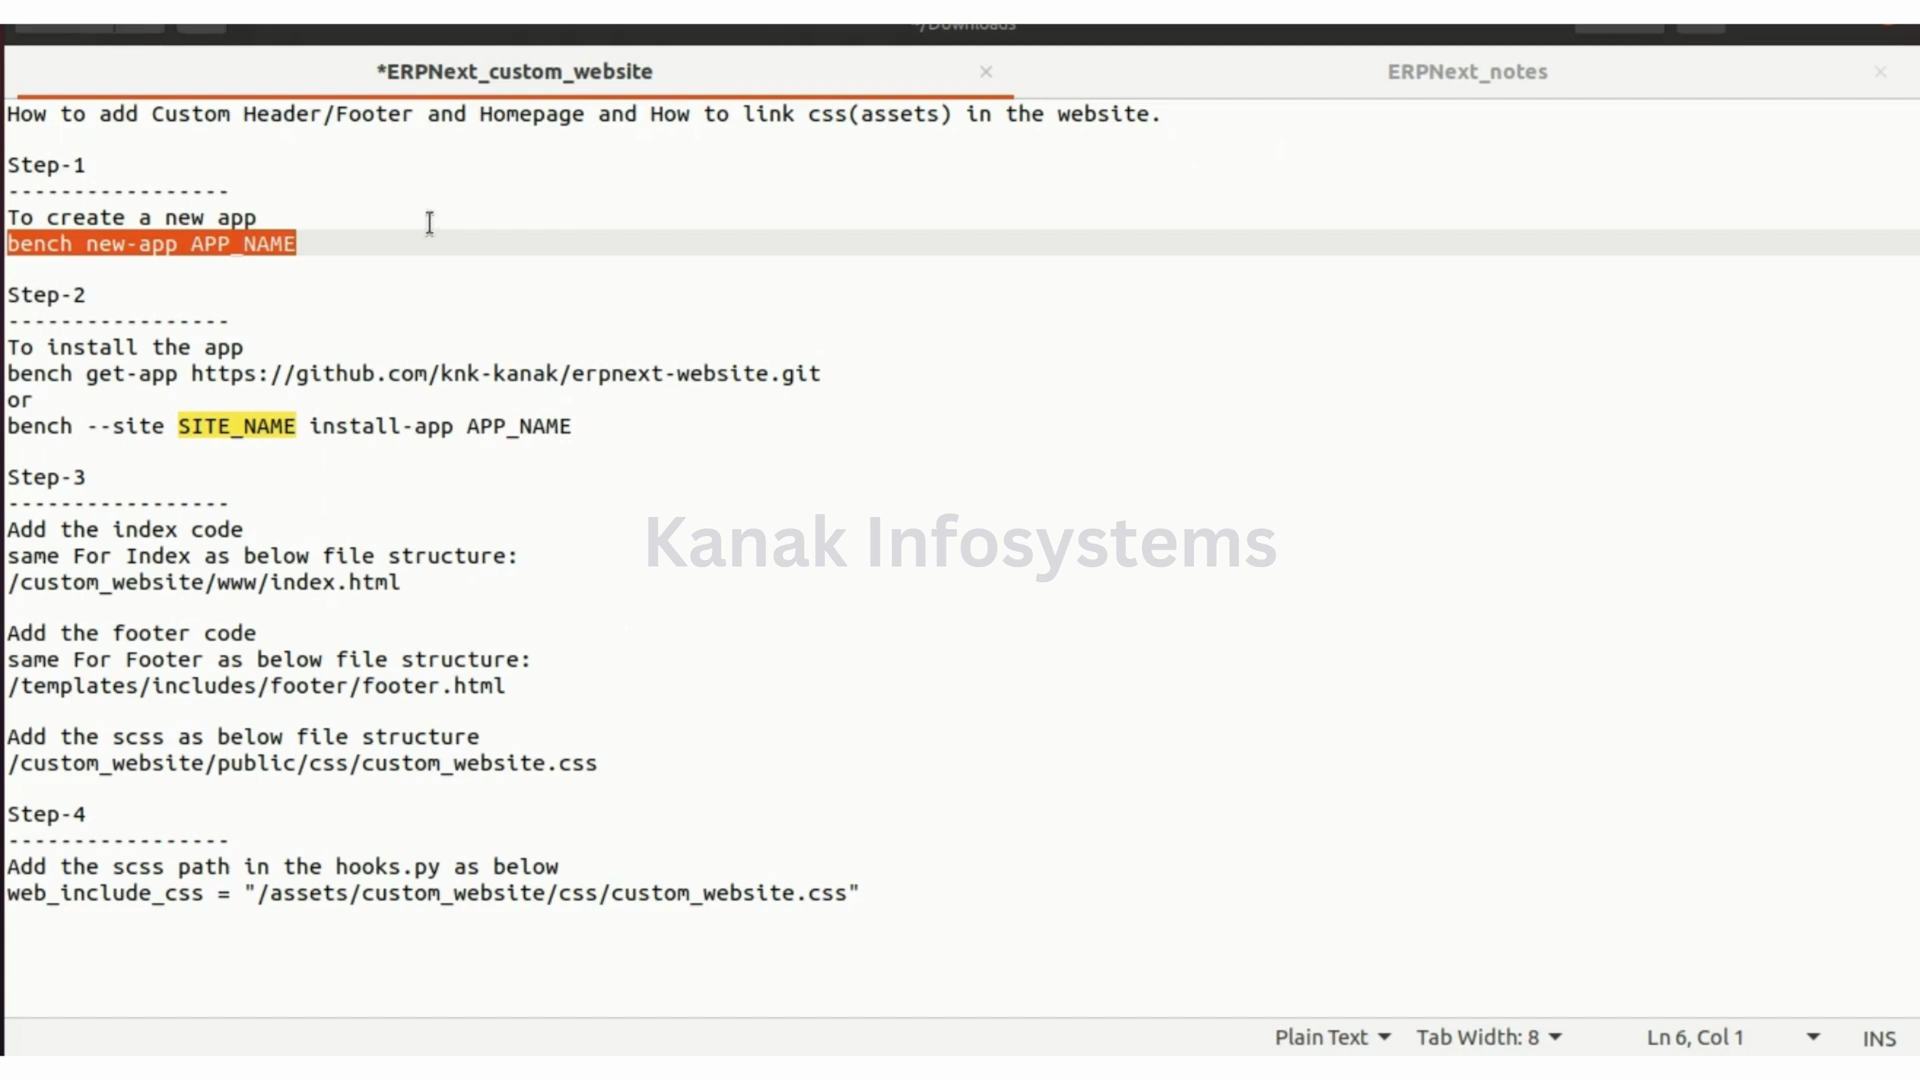 ~/Downloads
*ERPNext_custom_website
ERPNext_notes
How to add Custom Header/Footer and Homepage and How to link css(assets) in the website.
Step-1
-----------------
To create a new app
bench new-app APP_NAME
Step-2
-----------------
To install the app
bench get-app https://github.com/knk-kanak/erpnext-website.git
or
bench --site SITE_NAME install-app APP_NAME
Step-3
-----------------
Add the index code
same For Index as below file structure:
/custom_website/www/index.html
Kanak Infosystems
Add the footer code
same For Footer as below file structure:
/templates/includes/footer/footer.html
Add the scss as below file structure
/custom_website/public/css/custom_website.css
Step-4
-----------------
Add the scss path in the hooks.py as below
web_include_css = "/assets/custom_website/css/custom_website.css"
Plain Text Tab Width: 8 Ln 6, Col 1 INS